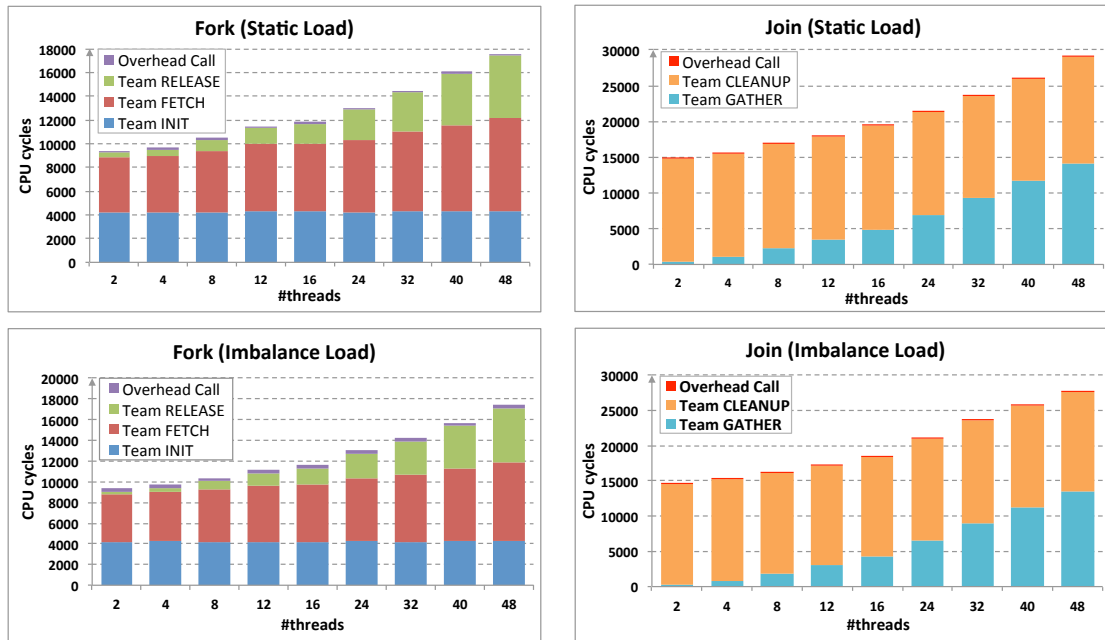 Fork (Static Load)
18000
16000
14000
12000
10000
8000
6000
4000
2000
0
CPU cycles
Overhead Call
Team RELEASE
Team FETCH
Team INIT
2 4 8 12 16 24 32 40 48
#threads
Join (Static Load)
30000
25000
20000
15000
10000
5000
0
CPU cycles
Overhead Call
Team CLEANUP
Team GATHER
2 4 8 12 16 24 32 40 48
#threads
Fork (Imbalance Load)
20000
18000
16000
14000
12000
10000
8000
6000
4000
2000
0
CPU cycles
Overhead Call
Team RELEASE
Team FETCH
Team INIT
2 4 8 12 16 24 32 40 48
#threads
Join (Imbalance Load)
30000
25000
20000
15000
10000
5000
0
CPU cycles
Overhead Call
Team CLEANUP
Team GATHER
2 4 8 12 16 24 32 40 48
#threads